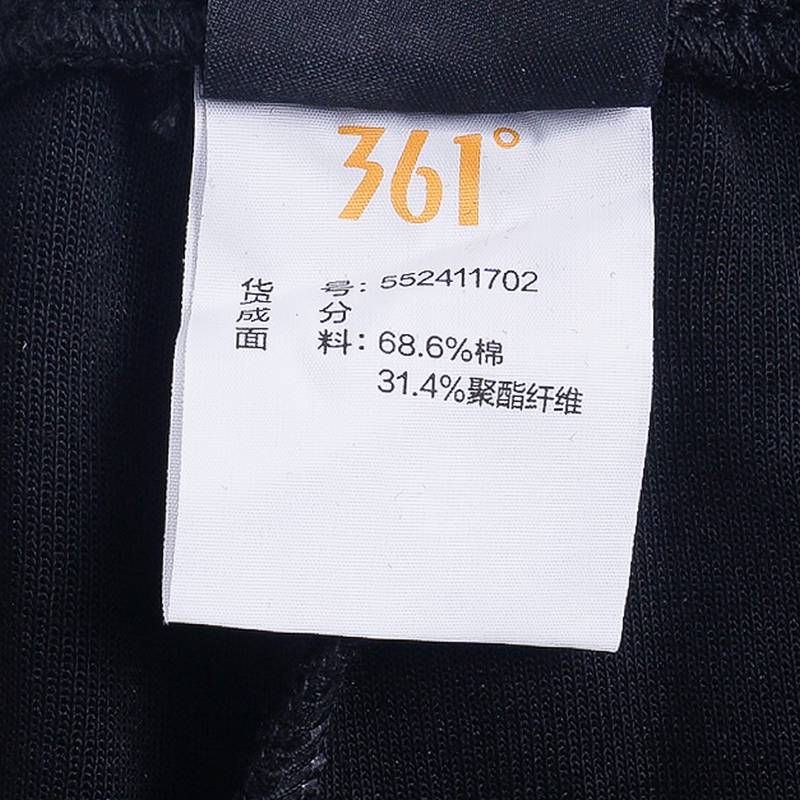 361°
货 号: 552411702
成 分
面 料: 68.6%棉
31.4%聚酯纤维